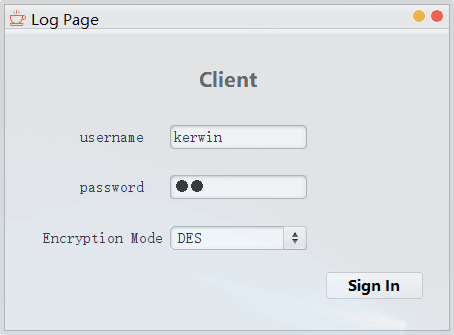 Log Page
Client
username kerwin
password ●●
Encryption Mode DES
Sign In